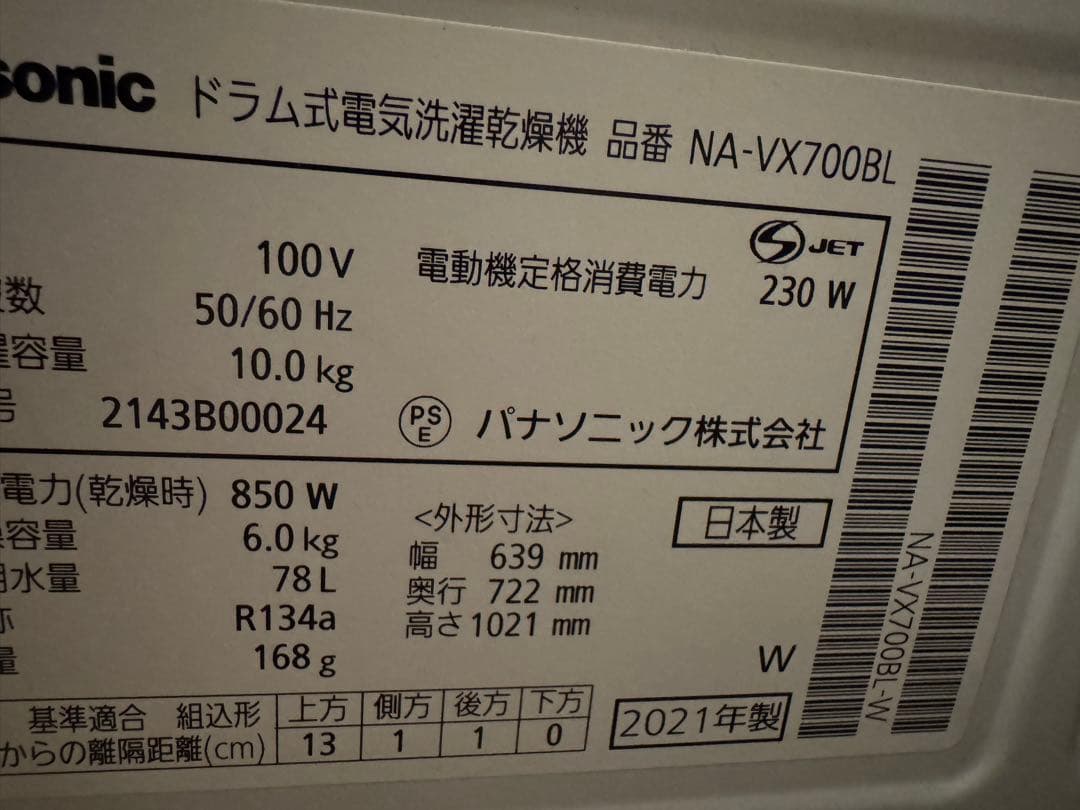 sonic ドラム式電気洗濯乾燥機 品番 NA-VX700BL
JET
100 V 電動機定格消費電力 230 W
数 50/60 Hz
容量 10.0 kg
号 2143B00024 PSE パナソニック株式会社
電力(乾燥時) 850 W
容量 6.0 kg
水量 78 L
称 R134a
量 168 g
<外形寸法>
幅 639 mm
奥行 722 mm
高さ 1021 mm
日本製
W
基準適合 組込形 上方 側方 後方 下方
からの離隔距離(cm) 13 1 1 0
2021年製
NA-VX700BL-W